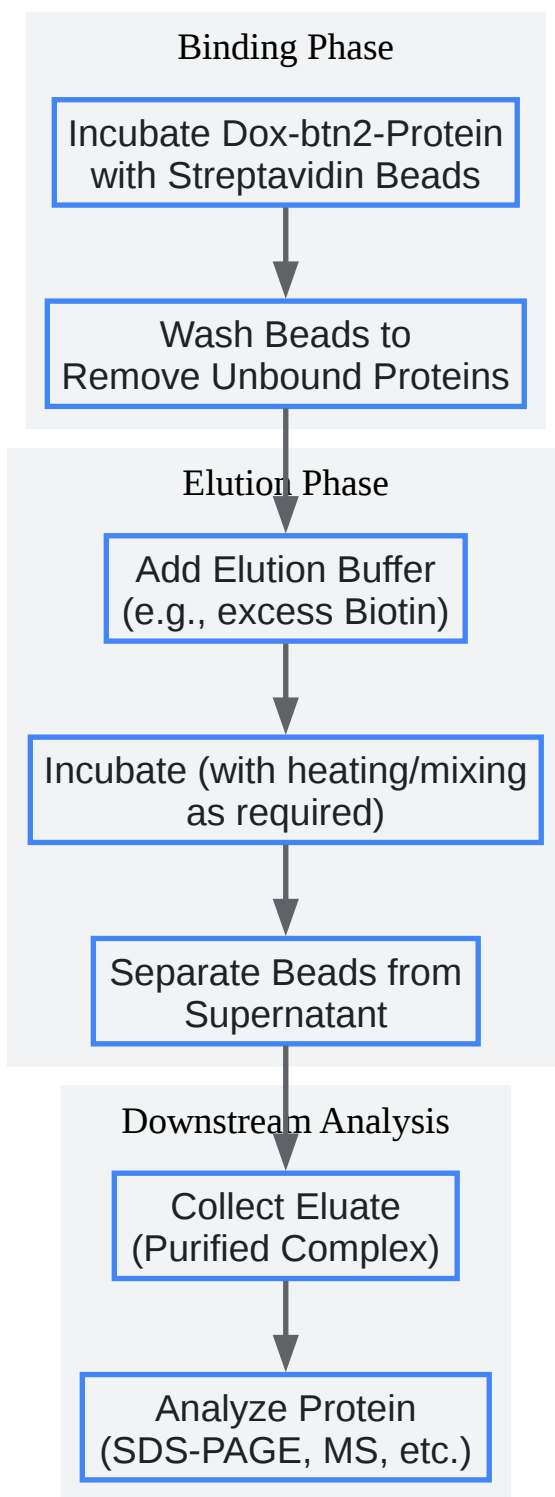 Binding Phase
Incubate Dox-btn2-Protein
with Streptavidin Beads
Wash Beads to
Remove Unbound Proteins
Elution Phase
Add Elution Buffer
(e.g., excess Biotin)
Incubate (with heating/mixing
as required)
Separate Beads from
Supernatant
Downstream Analysis
Collect Eluate
(Purified Complex)
Analyze Protein
(SDS-PAGE, MS, etc.)